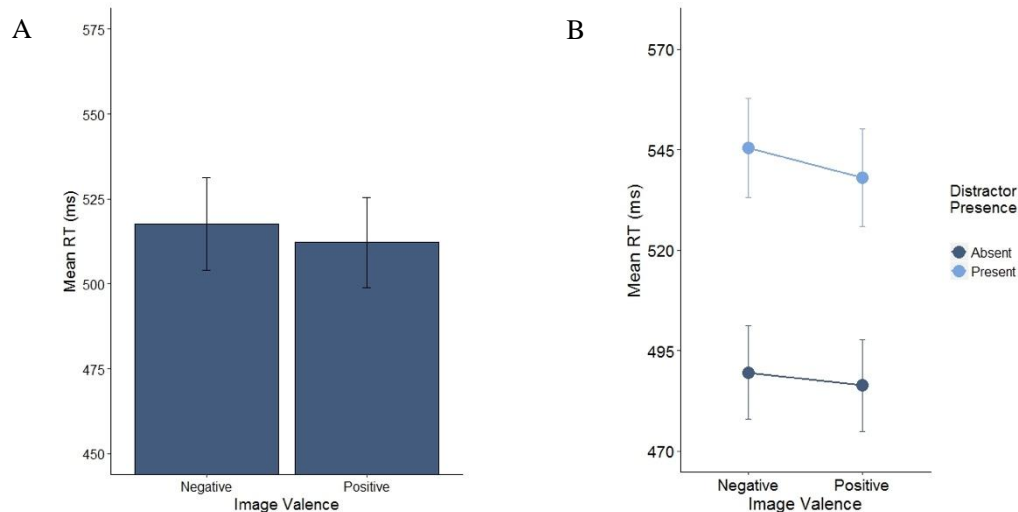 A
575
550
525
500
475
450
Mean RT (ms)
Negative Positive
Image Valence
B
570
545
520
495
470
Mean RT (ms)
Negative Positive
Image Valence
Distractor
Presence
Absent
Present